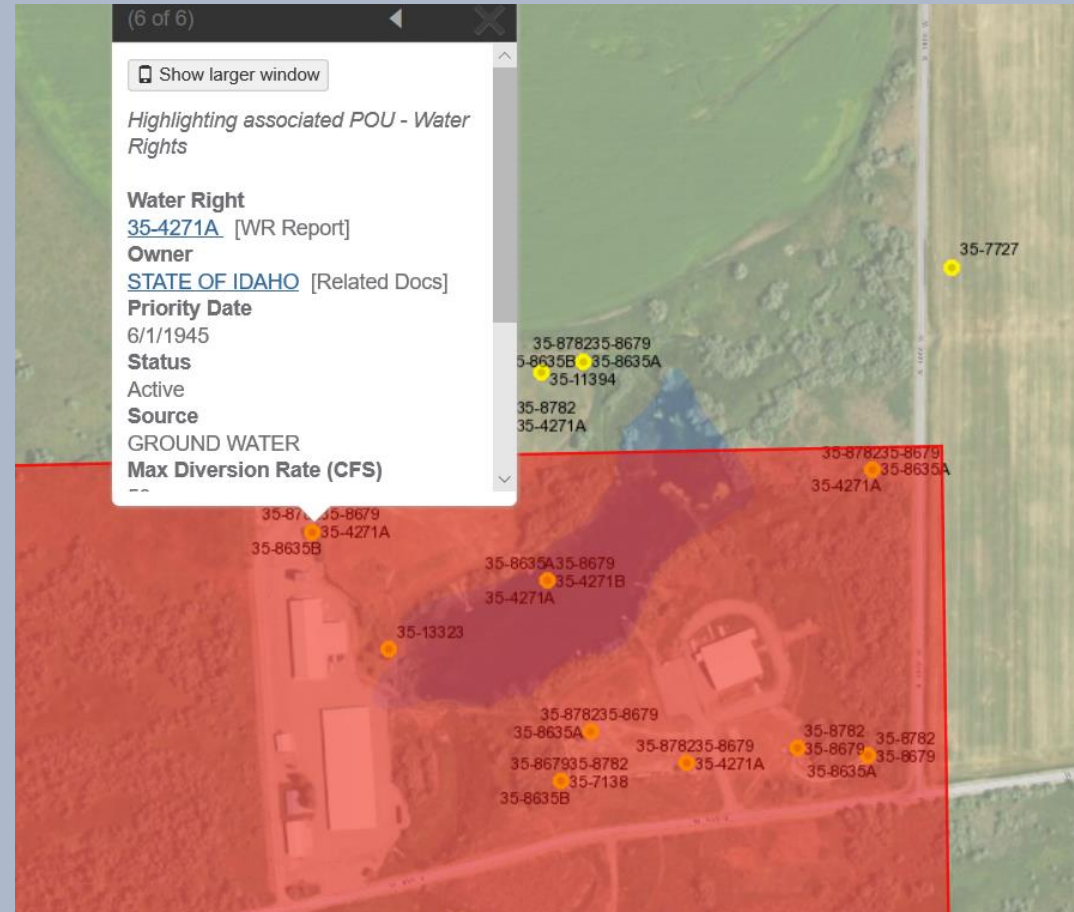 (6 of 6)
Show larger window
Highlighting associated POU - Water
Rights
Water Right
35-4271A [WR Report]
Owner
STATE OF IDAHO [Related Docs]
Priority Date
6/1/1945
Status
Active
Source
GROUND WATER
Max Diversion Rate (CFS)
35-7727
35-878235-8679
5-8635B 35-8635A
35-11394
35-8782
35-4271A
35-878235-8679
35-8635A
35-4271A
35-8679
35-4271A
35-8635B
35-8635A35-8679
35-4271B
35-4271A
35-13323
35-878235-8679
35-8635A
35-878235-8679
35-4271A
35-867935-8782
35-7138
35-8635B
35-8782
35-8679
35-8635A
35-8782
35-8679